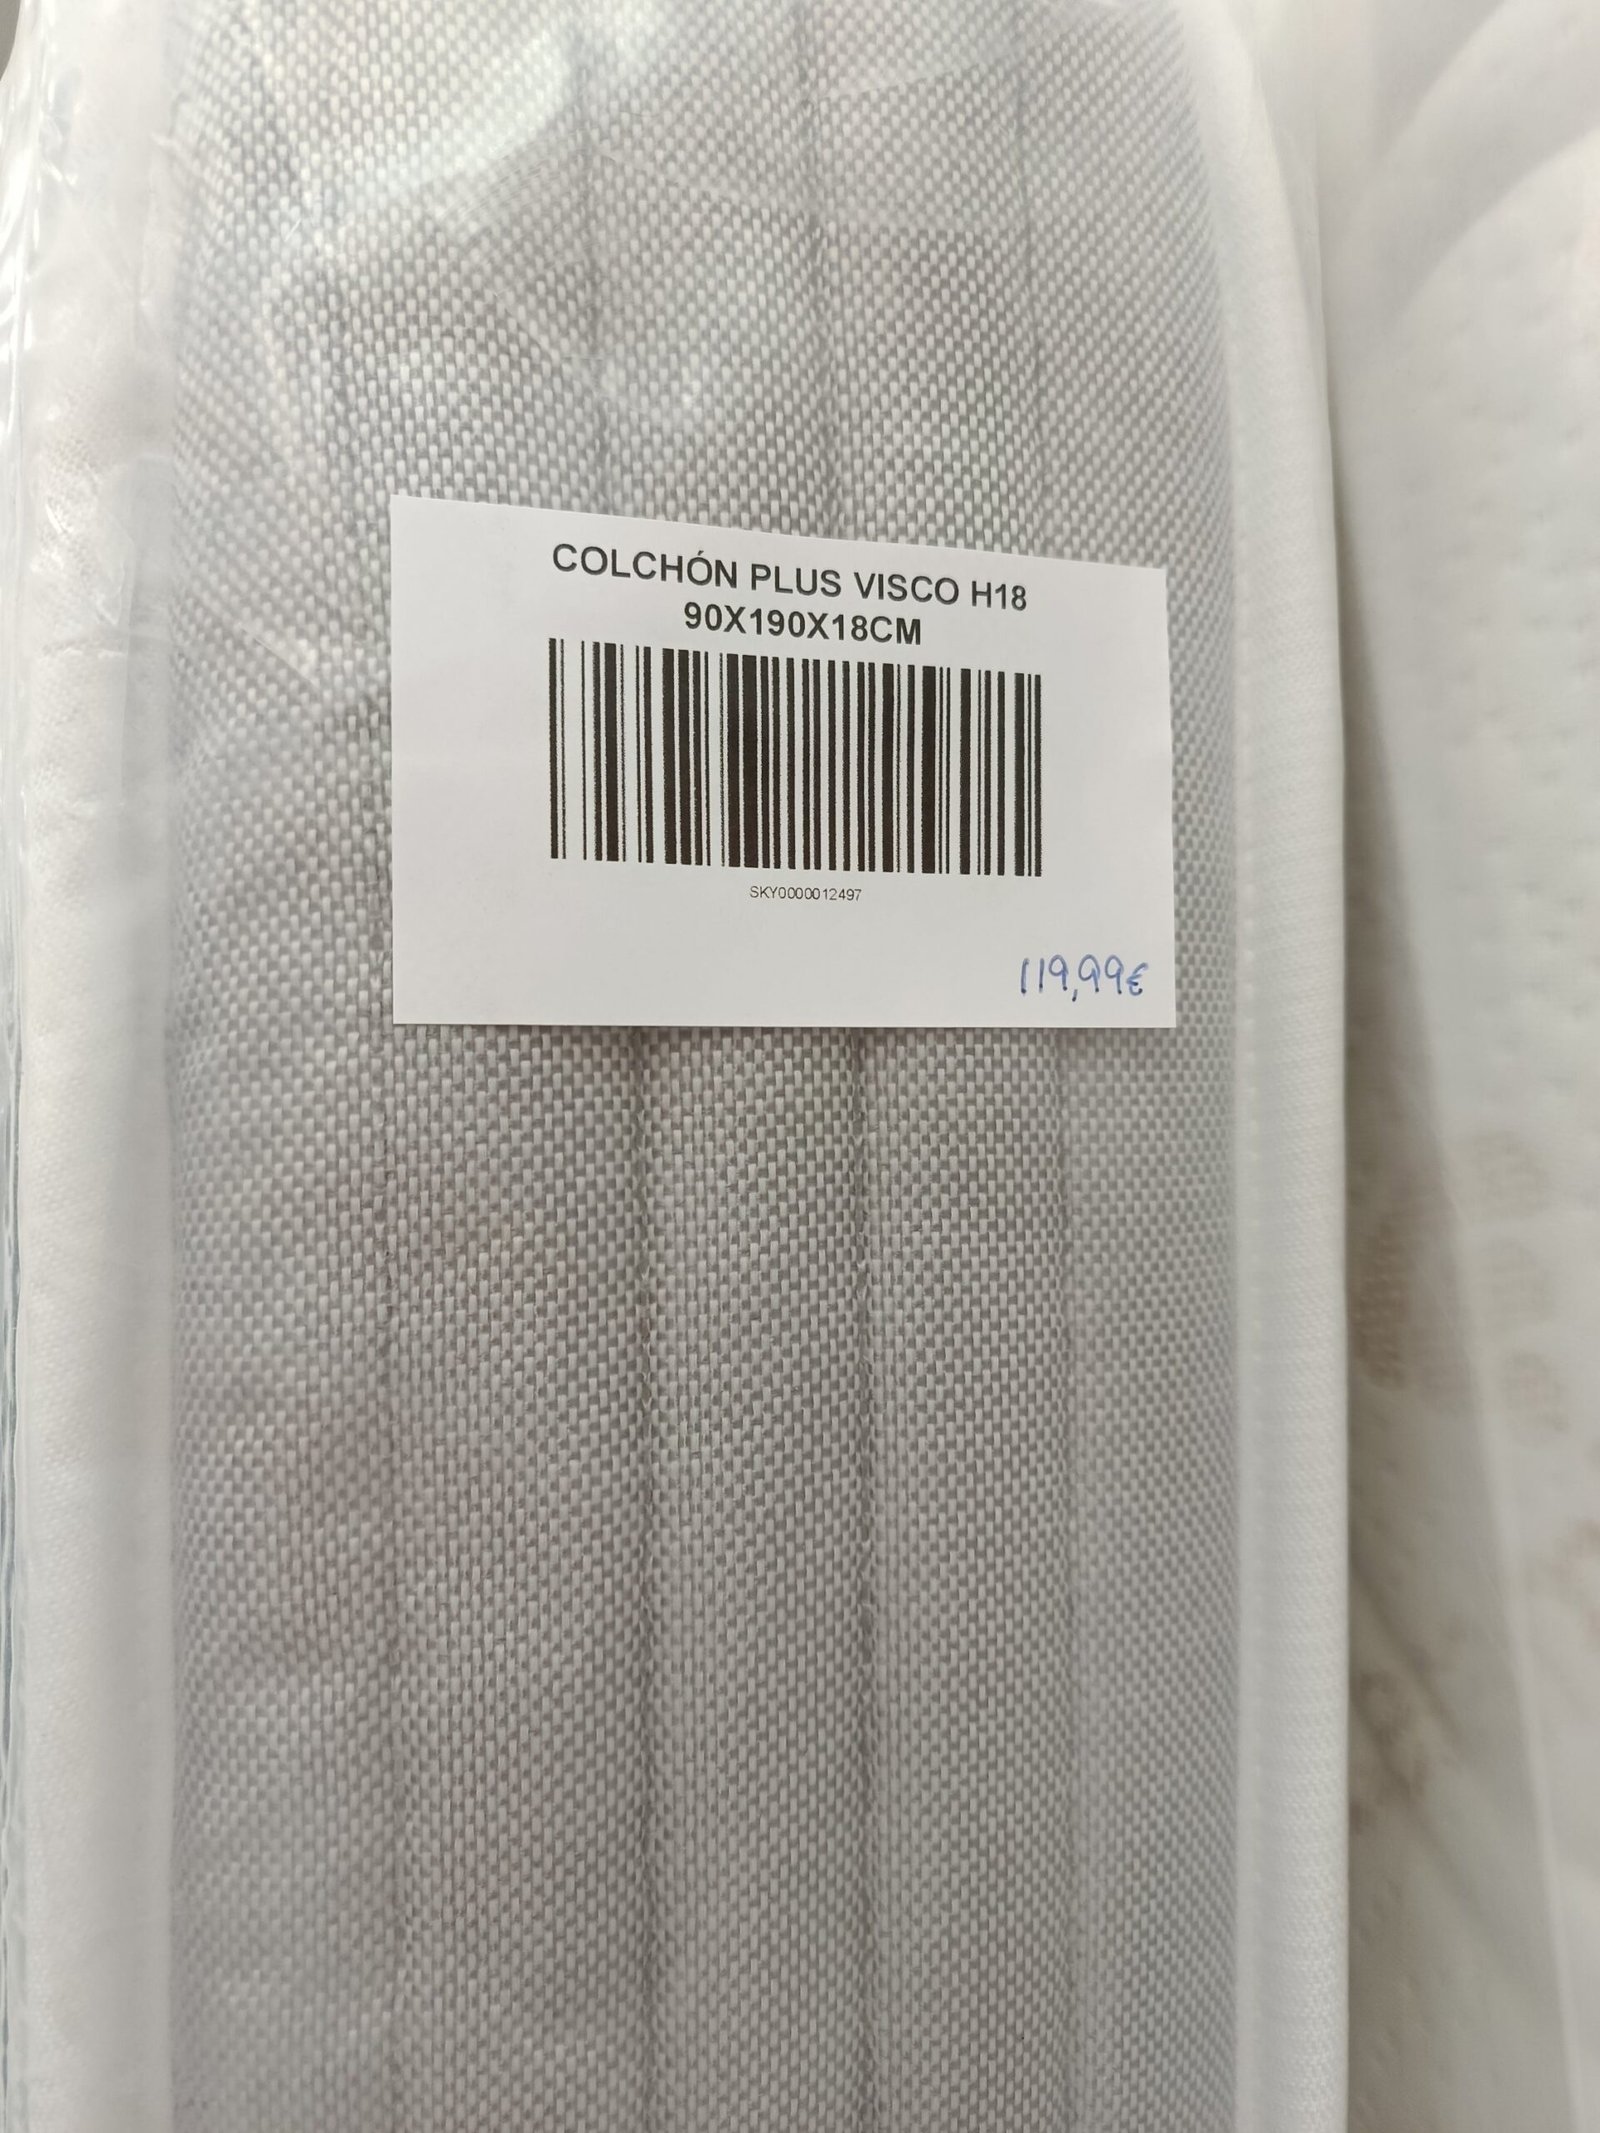 COLCHÓN PLUS VISCO H18
90X190X18CM
SKY0000012497
119,99€